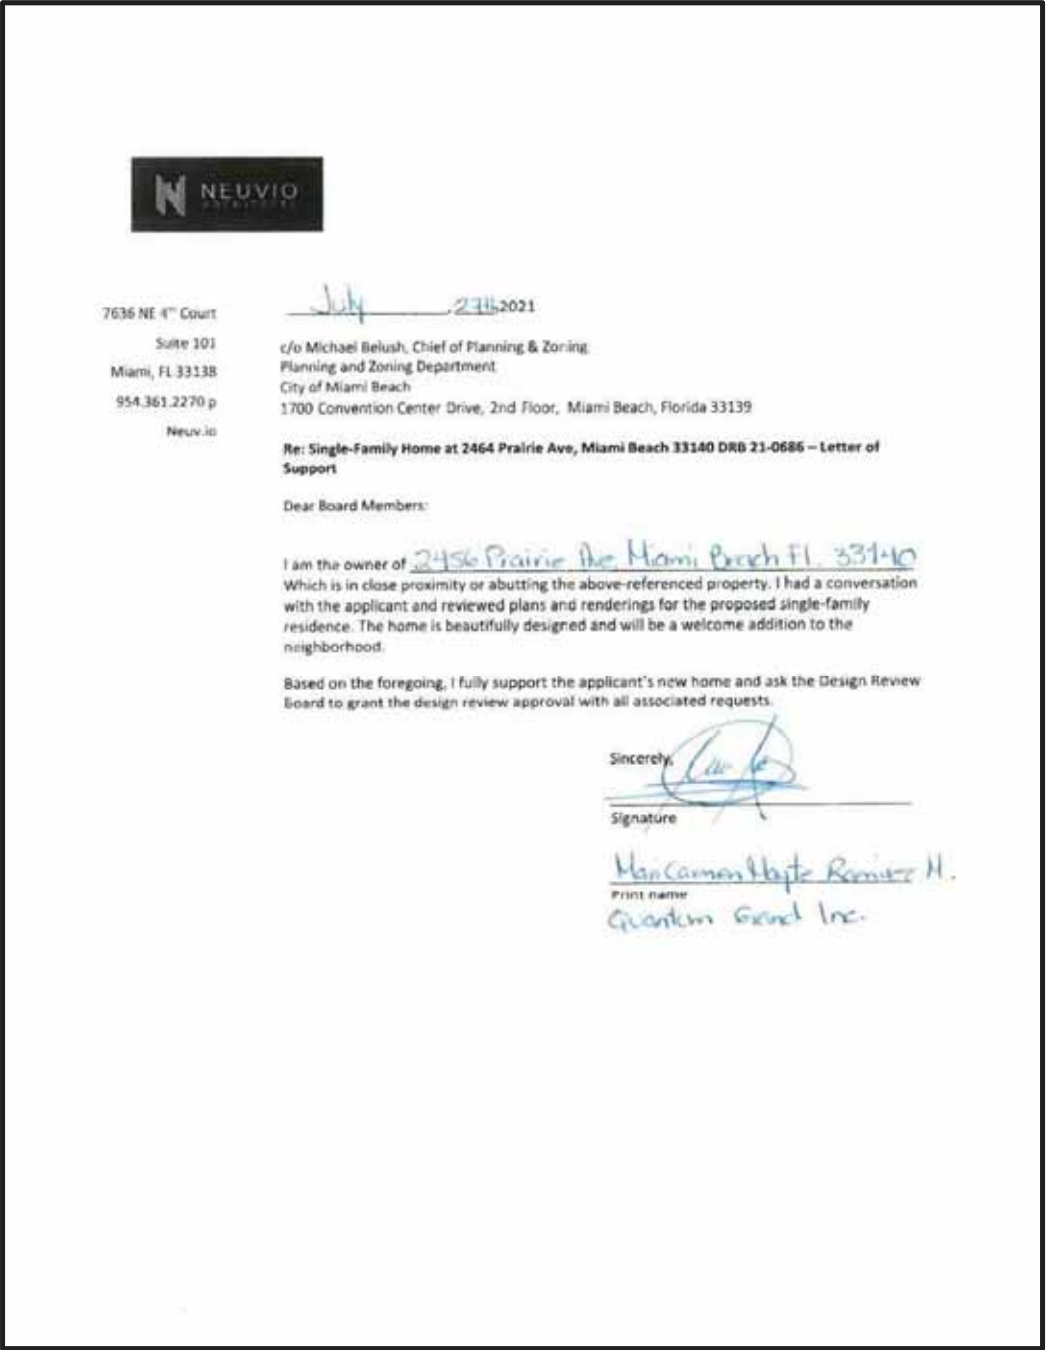 NEUVIO
ARCHITECTS
7636 NE 4TH Court
Suite 101
Miami, FL 33138
954.361.2270 p
Neuv.io
July 27th, 2021
c/o Michael Belush, Chief of Planning & Zoning
Planning and Zoning Department
City of Miami Beach
1700 Convention Center Drive, 2nd Floor, Miami Beach, Florida 33139
Re: Single-Family Home at 2464 Prairie Ave, Miami Beach 33140 DRB 21-0686 – Letter of
Support
Dear Board Members:
I am the owner of 2456 Prairie Ave Miami Beach Fl. 33140
Which is in close proximity or abutting the above-referenced property. I had a conversation
with the applicant and reviewed plans and renderings for the proposed single-family
residence. The home is beautifully designed and will be a welcome addition to the
neighborhood.
Based on the foregoing, I fully support the applicant's new home and ask the Design Review
Board to grant the design review approval with all associated requests.
Sincerely,
Signature
Mari Carmen Mayte Ramirez M.
Print name
Quantum Grand Inc.